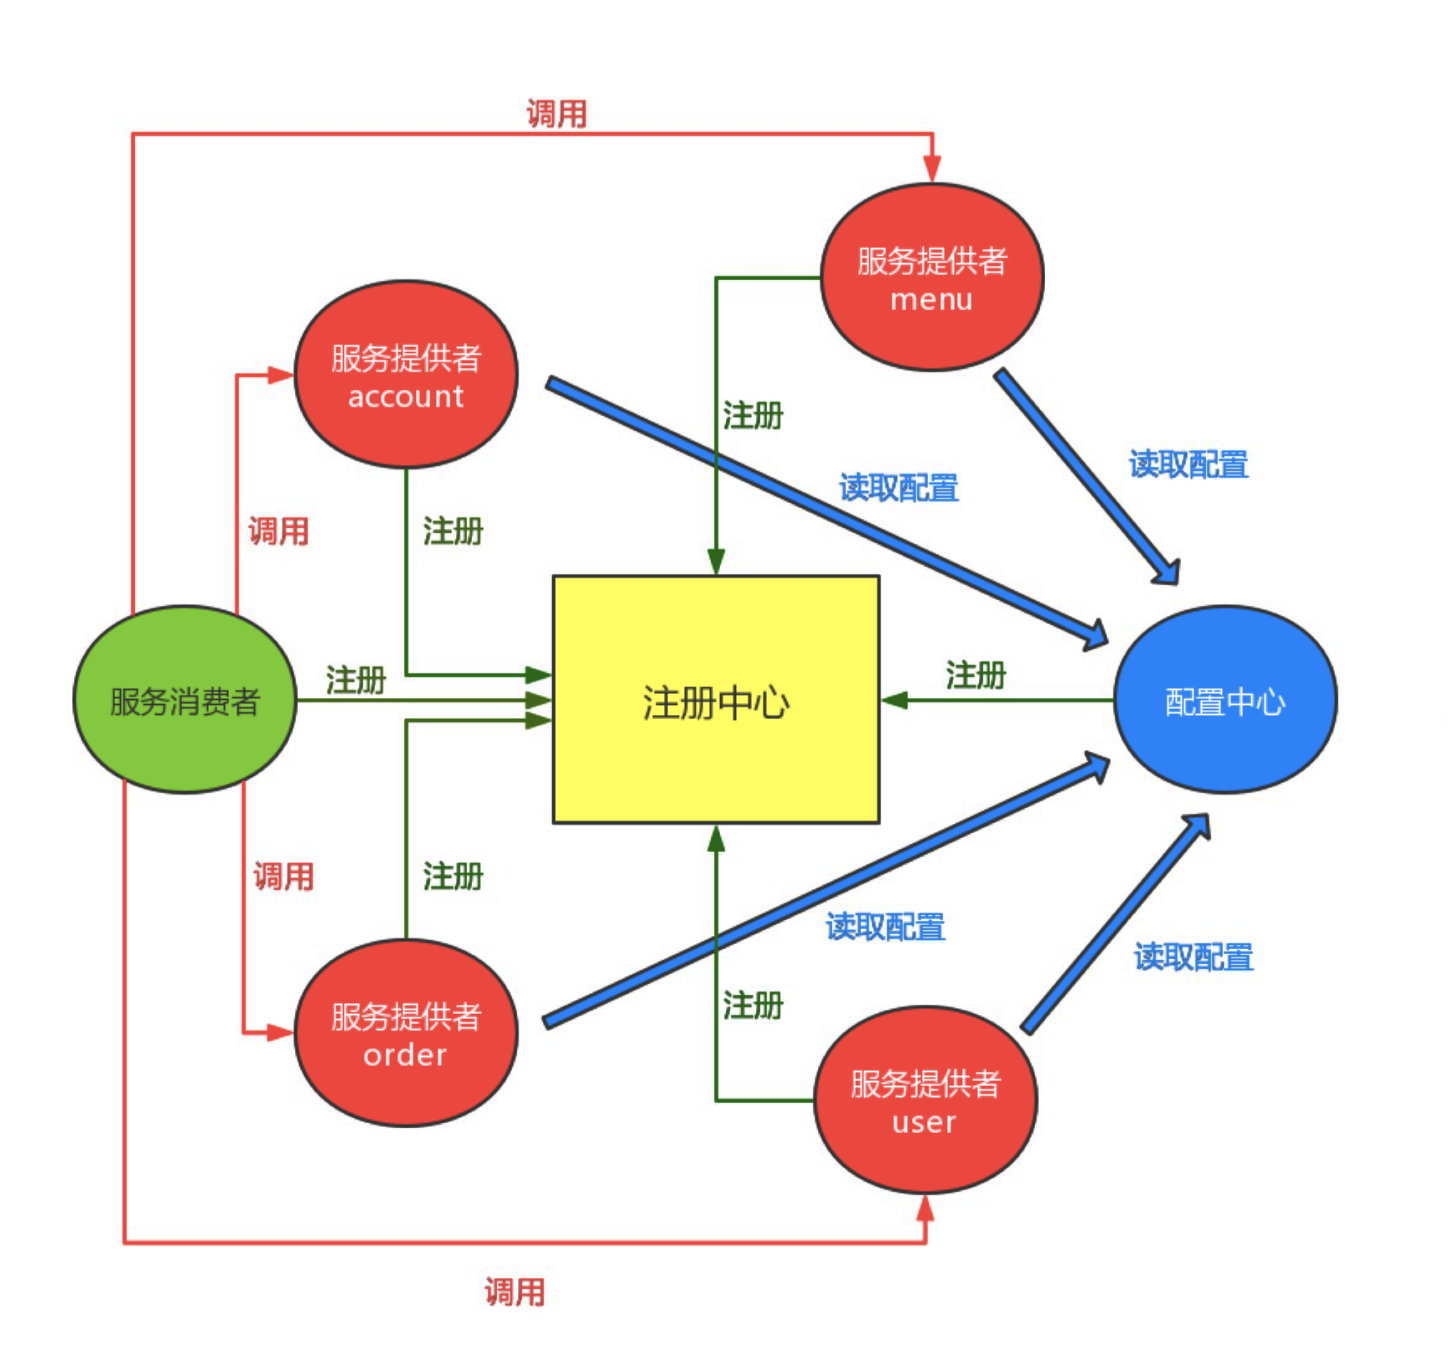 调用
服务提供者
menu
服务提供者
account
注册
读取配置
读取配置
调用
注册
服务消费者
注册
注册中心
注册
配置中心
调用
注册
读取配置
读取配置
注册
服务提供者
order
服务提供者
user
调用